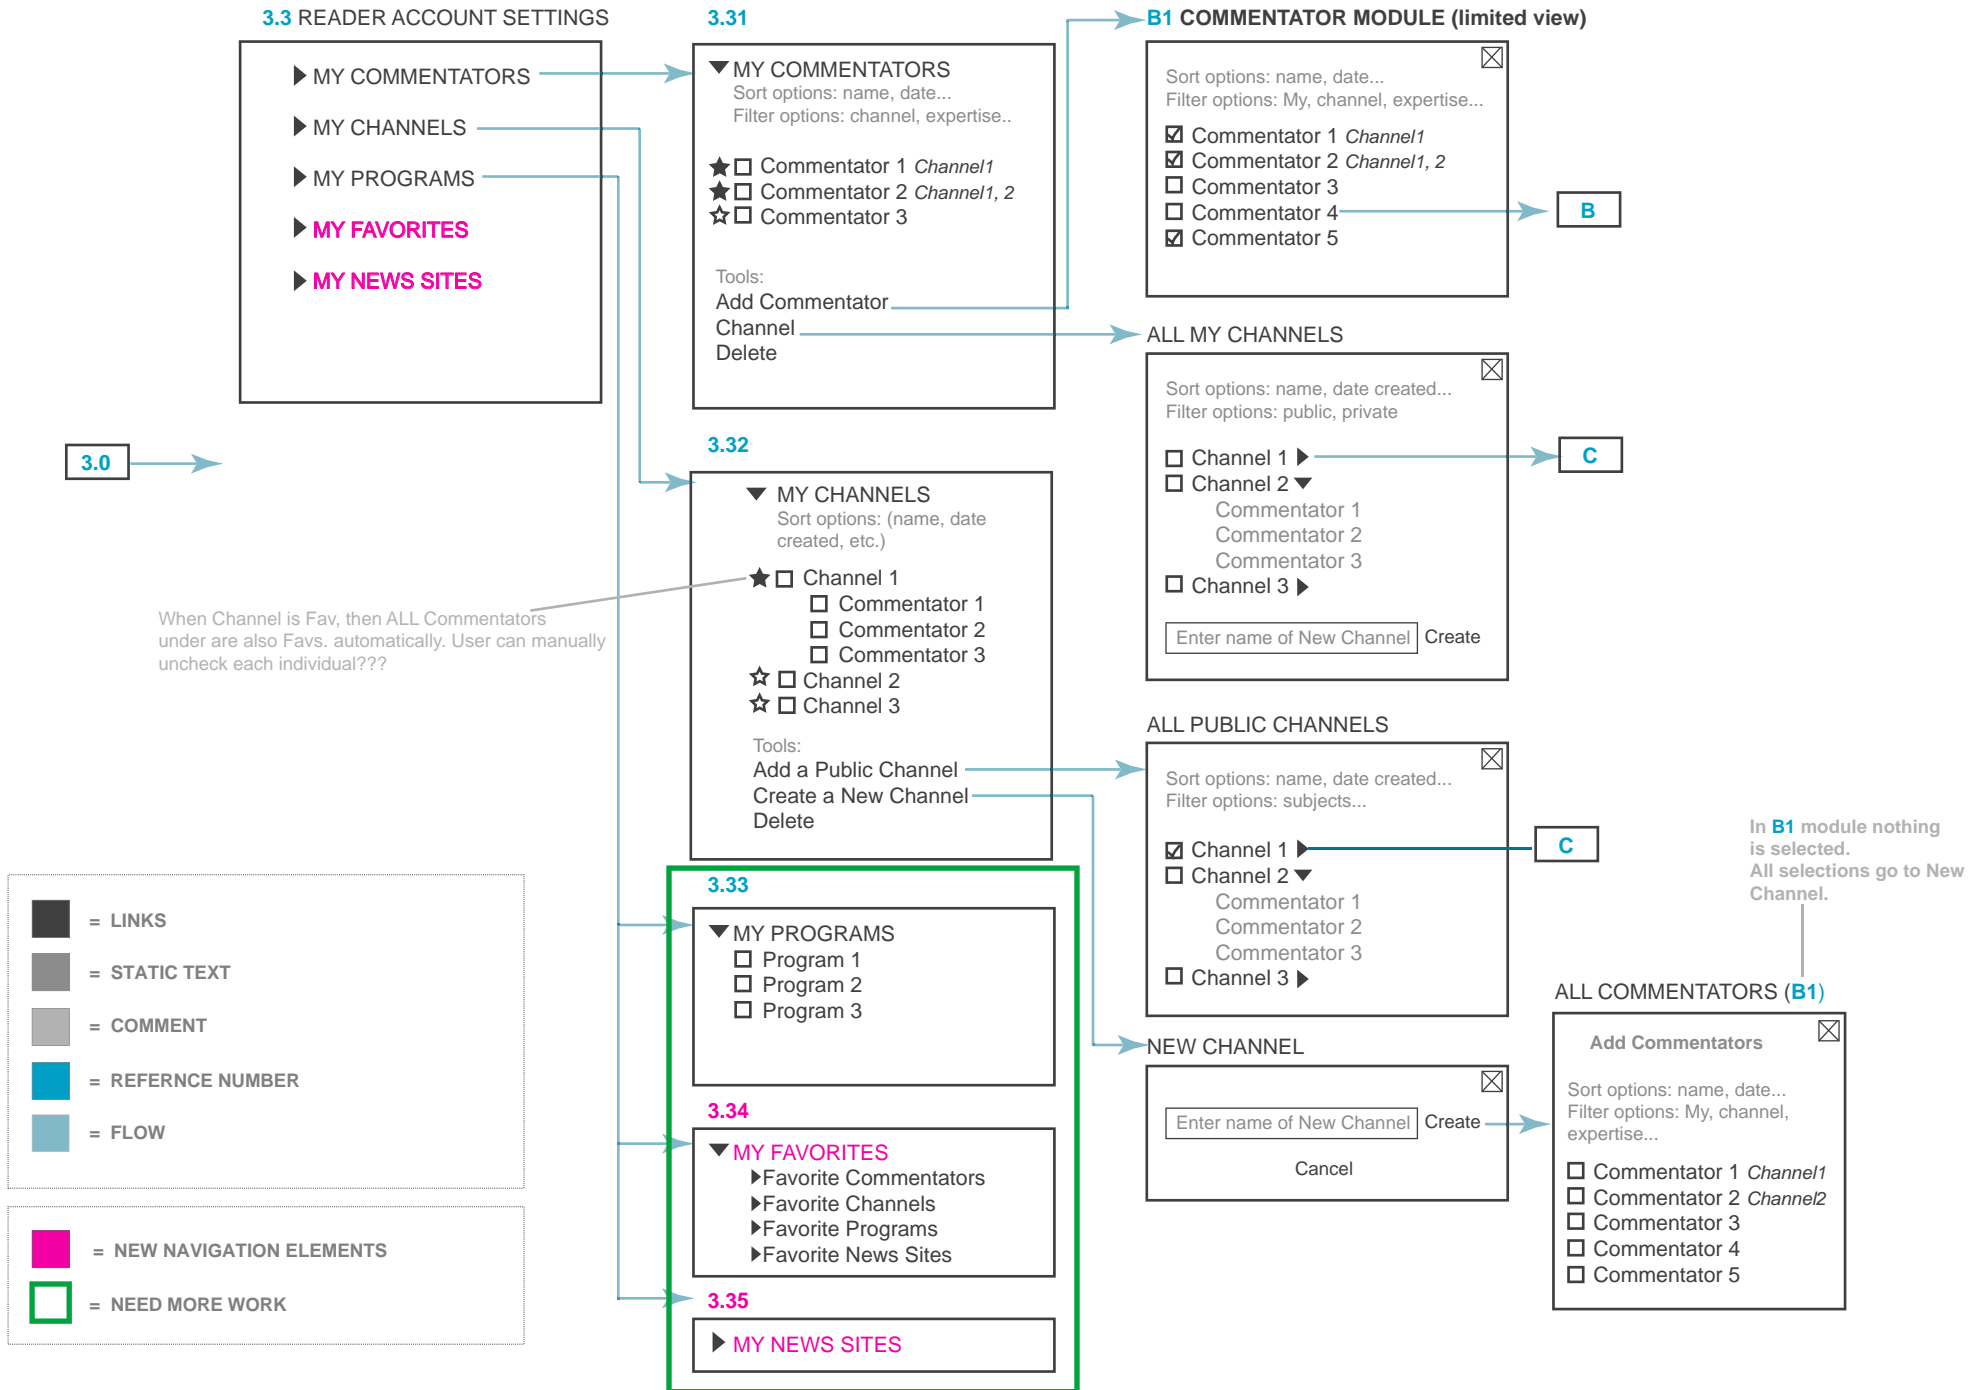 3.3 READER ACCOUNT SETTINGS
MY COMMENTATORS
MY CHANNELS
MY PROGRAMS
MY FAVORITES
MY NEWS SITES
3.0
3.31
MY COMMENTATORS
Sort options: name, date...
Filter options: channel, expertise..
Commentator 1 Channel1
Commentator 2 Channel1, 2
Commentator 3
Tools:
Add Commentator
Channel
Delete
B1 COMMENTATOR MODULE (limited view)
Sort options: name, date...
Filter options: My, channel, expertise...
Commentator 1 Channel1
Commentator 2 Channel1, 2
Commentator 3
Commentator 4
Commentator 5
B
ALL MY CHANNELS
Sort options: name, date created...
Filter options: public, private
Channel 1
Channel 2
Commentator 1
Commentator 2
Commentator 3
Channel 3
Enter name of New Channel Create
C
3.32
MY CHANNELS
Sort options: (name, date
created, etc.)
Channel 1
Commentator 1
Commentator 2
Commentator 3
Channel 2
Channel 3
Tools:
Add a Public Channel
Create a New Channel
Delete
When Channel is Fav, then ALL Commentators
under are also Favs. automatically. User can manually
uncheck each individual???
ALL PUBLIC CHANNELS
Sort options: name, date created...
Filter options: subjects...
Channel 1
Channel 2
Commentator 1
Commentator 2
Commentator 3
Channel 3
C
In B1 module nothing
is selected.
All selections go to New
Channel.
3.33
MY PROGRAMS
Program 1
Program 2
Program 3
3.34
MY FAVORITES
Favorite Commentators
Favorite Channels
Favorite Programs
Favorite News Sites
3.35
MY NEWS SITES
NEW CHANNEL
Enter name of New Channel Create
Cancel
ALL COMMENTATORS (B1)
Add Commentators
Sort options: name, date...
Filter options: My, channel,
expertise...
Commentator 1 Channel1
Commentator 2 Channel2
Commentator 3
Commentator 4
Commentator 5
= LINKS
= STATIC TEXT
= COMMENT
= REFERNCE NUMBER
= FLOW
= NEW NAVIGATION ELEMENTS
= NEED MORE WORK